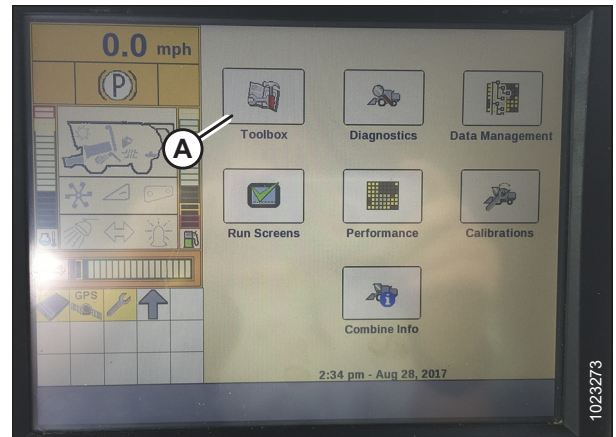 0.0 mph
(P)
A
Toolbox
Diagnostics
Data Management
Run Screens
Performance
Calibrations
GPS
Combine Info
2:34 pm - Aug 28, 2017
1023273